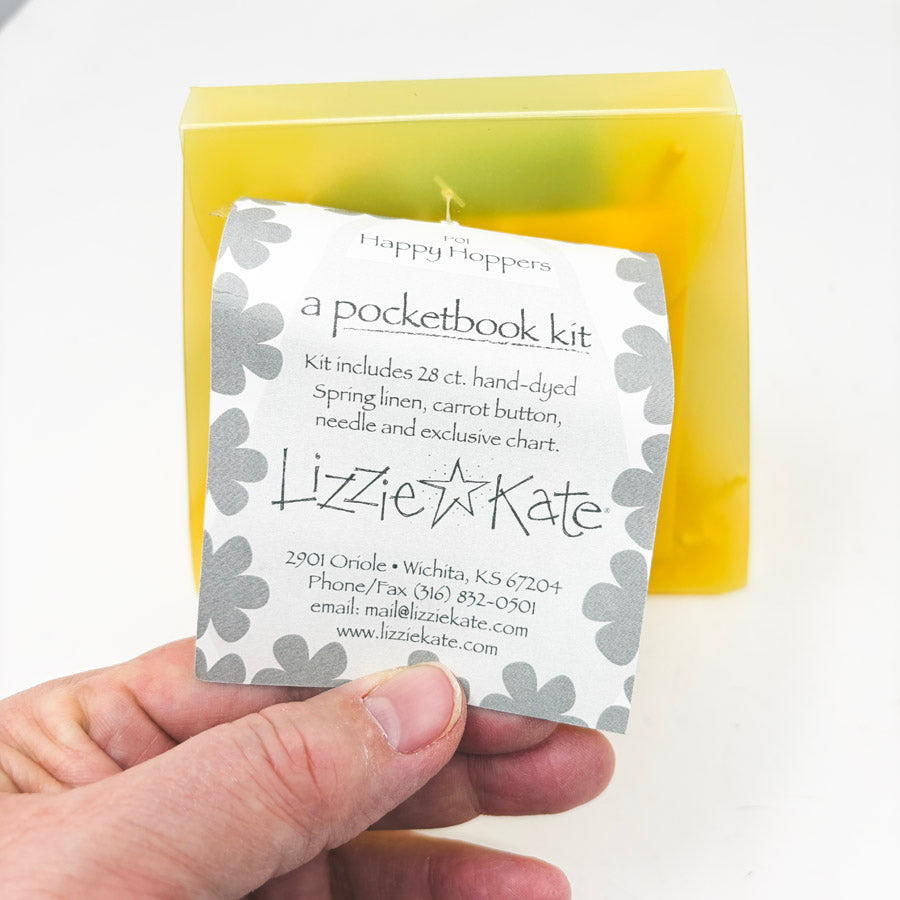 P01
Happy Hoppers
a pocketbook kit
Kit includes 28 ct. hand-dyed
Spring linen, carrot button,
needle and exclusive chart.
Lizzie Kate®
2901 Oriole • Wichita, KS 67204
Phone/Fax (316) 832-0501
email: mail@lizziekate.com
www.lizziekate.com